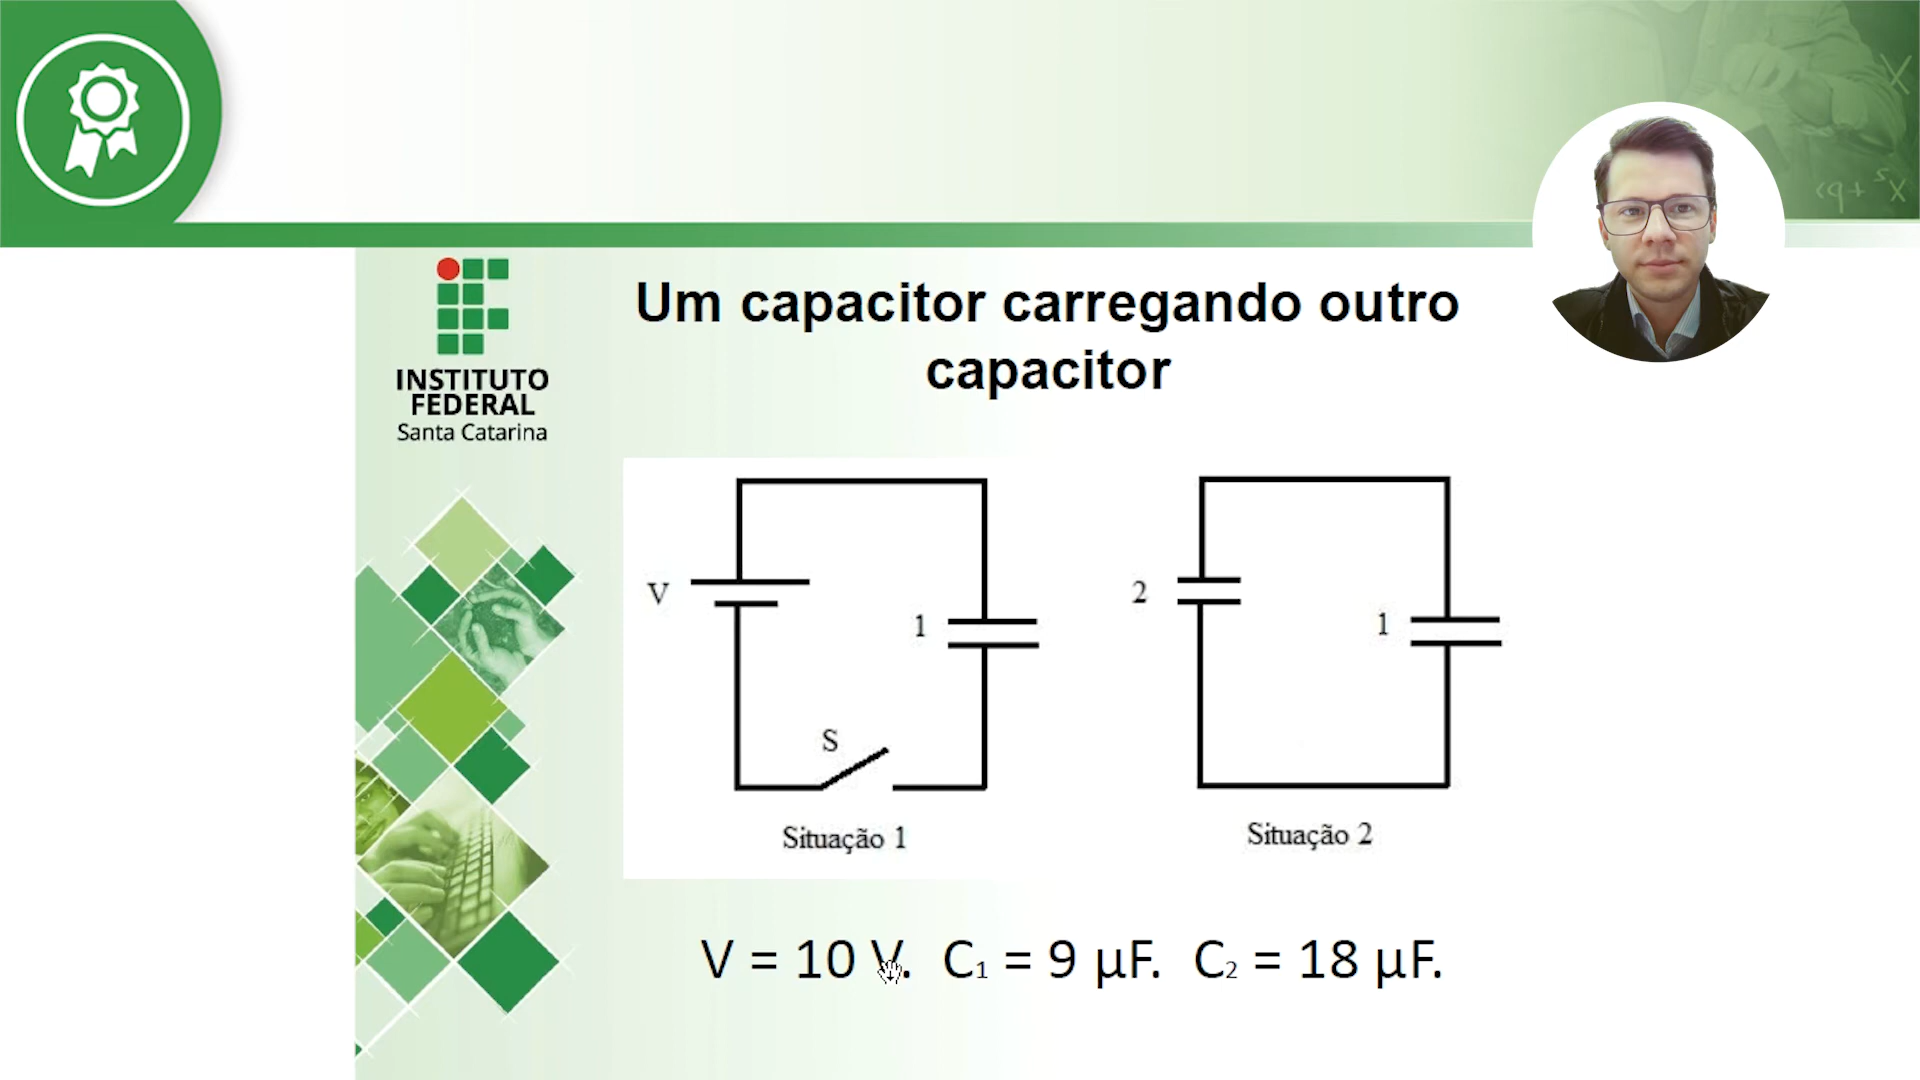 Um capacitor carregando outro
capacitor
INSTITUTO
FEDERAL
Santa Catarina
V
1
S
Situação 1
2
1
Situação 2
V = 10 V. C₁ = 9 µF. C₂ = 18 µF.